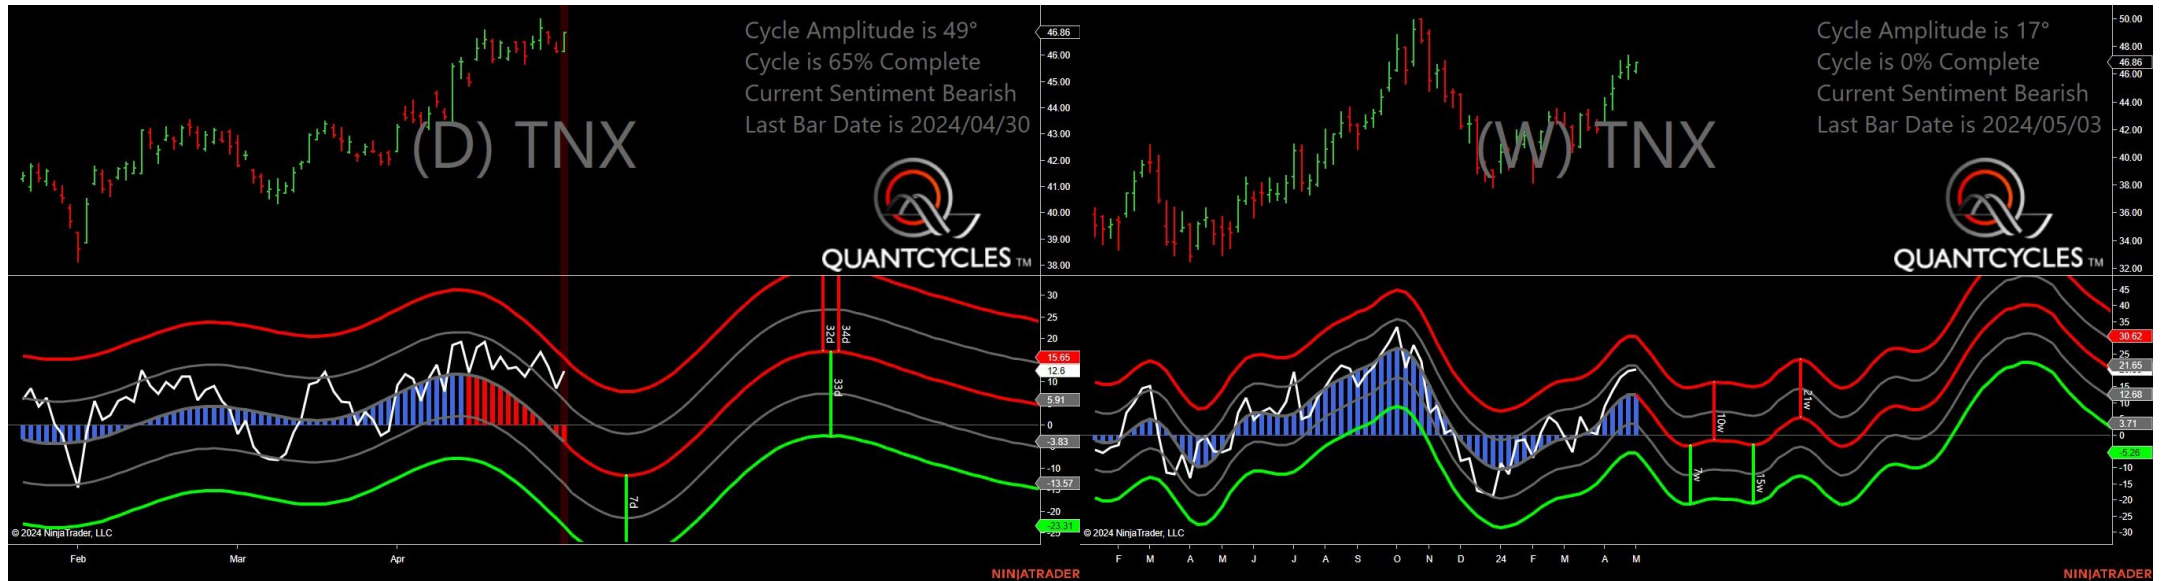 Cycle Amplitude is 49°
Cycle is 65% Complete
Current Sentiment Bearish
Last Bar Date is 2024/04/30
(D) TNX
QUANTCYCLES TM
46.86
46.00
45.00
44.00
43.00
42.00
41.00
40.00
39.00
38.00
30
25
20
15.65
12.6
10
5.91
0
-3.83
-10
-13.57
-20
-23.31
-25
32d
34d
33d
7d
© 2024 NinjaTrader, LLC
Feb
Mar
Apr
NINJATRADER
Cycle Amplitude is 17°
Cycle is 0% Complete
Current Sentiment Bearish
Last Bar Date is 2024/05/03
(W) TNX
QUANTCYCLES TM
50.00
48.00
46.86
46.00
44.00
42.00
40.00
38.00
36.00
34.00
32.00
45
40
35
30.62
25
21.65
15
12.68
10
3.71
0
-5.26
-10
-15
-20
-25
-30
10w
21w
7w
15w
© 2024 NinjaTrader, LLC
F M A M J J A S O N D 24 F M A M
NINJATRADER